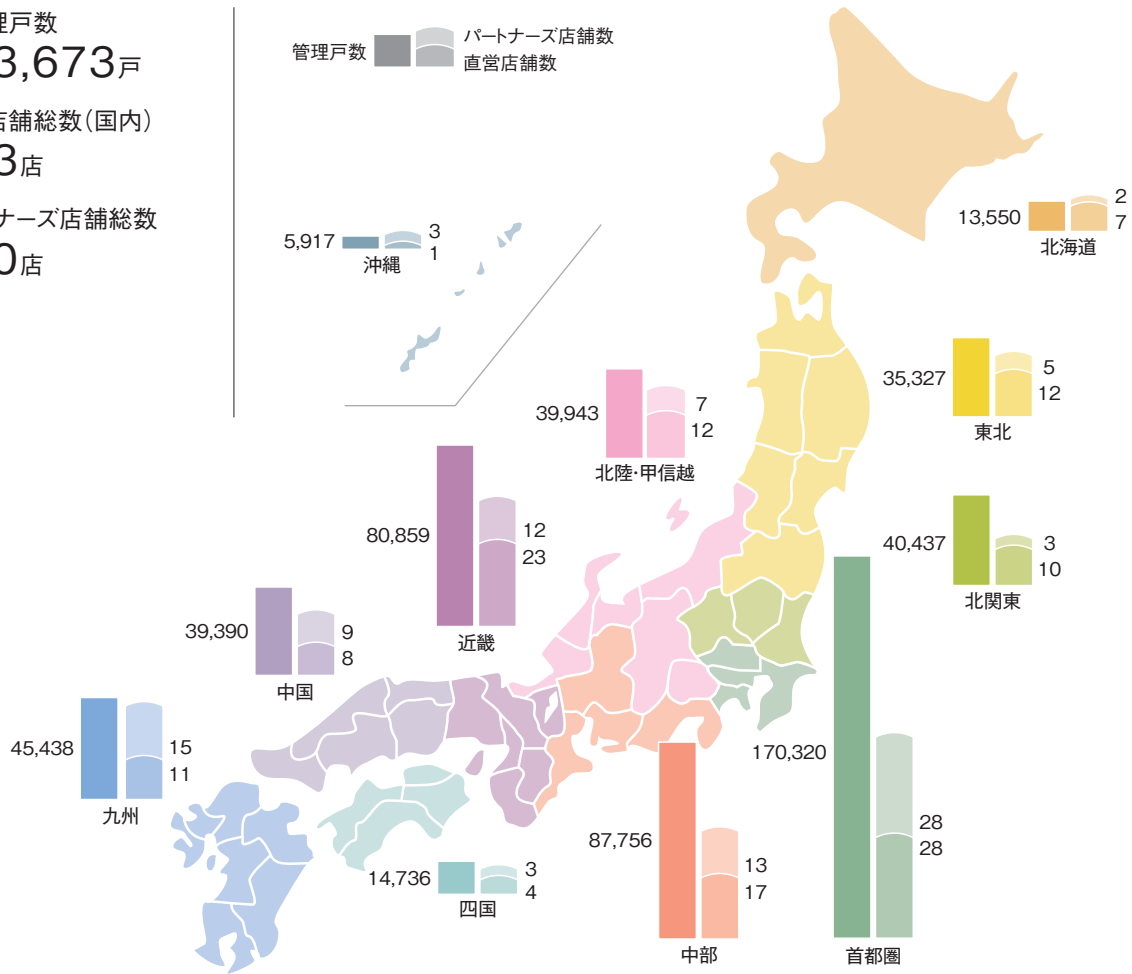 理戸数
3,673戸
店舗総数(国内)
3店
ナーズ店舗総数
0店
管理戸数
パートナーズ店舗数
直営店舗数
13,550
2
7
北海道
5,917
3
1
沖縄
35,327
5
12
東北
39,943
7
12
北陸・甲信越
40,437
3
10
北関東
80,859
12
23
近畿
39,390
9
8
中国
45,438
15
11
九州
170,320
28
28
首都圏
87,756
13
17
中部
14,736
3
4
四国